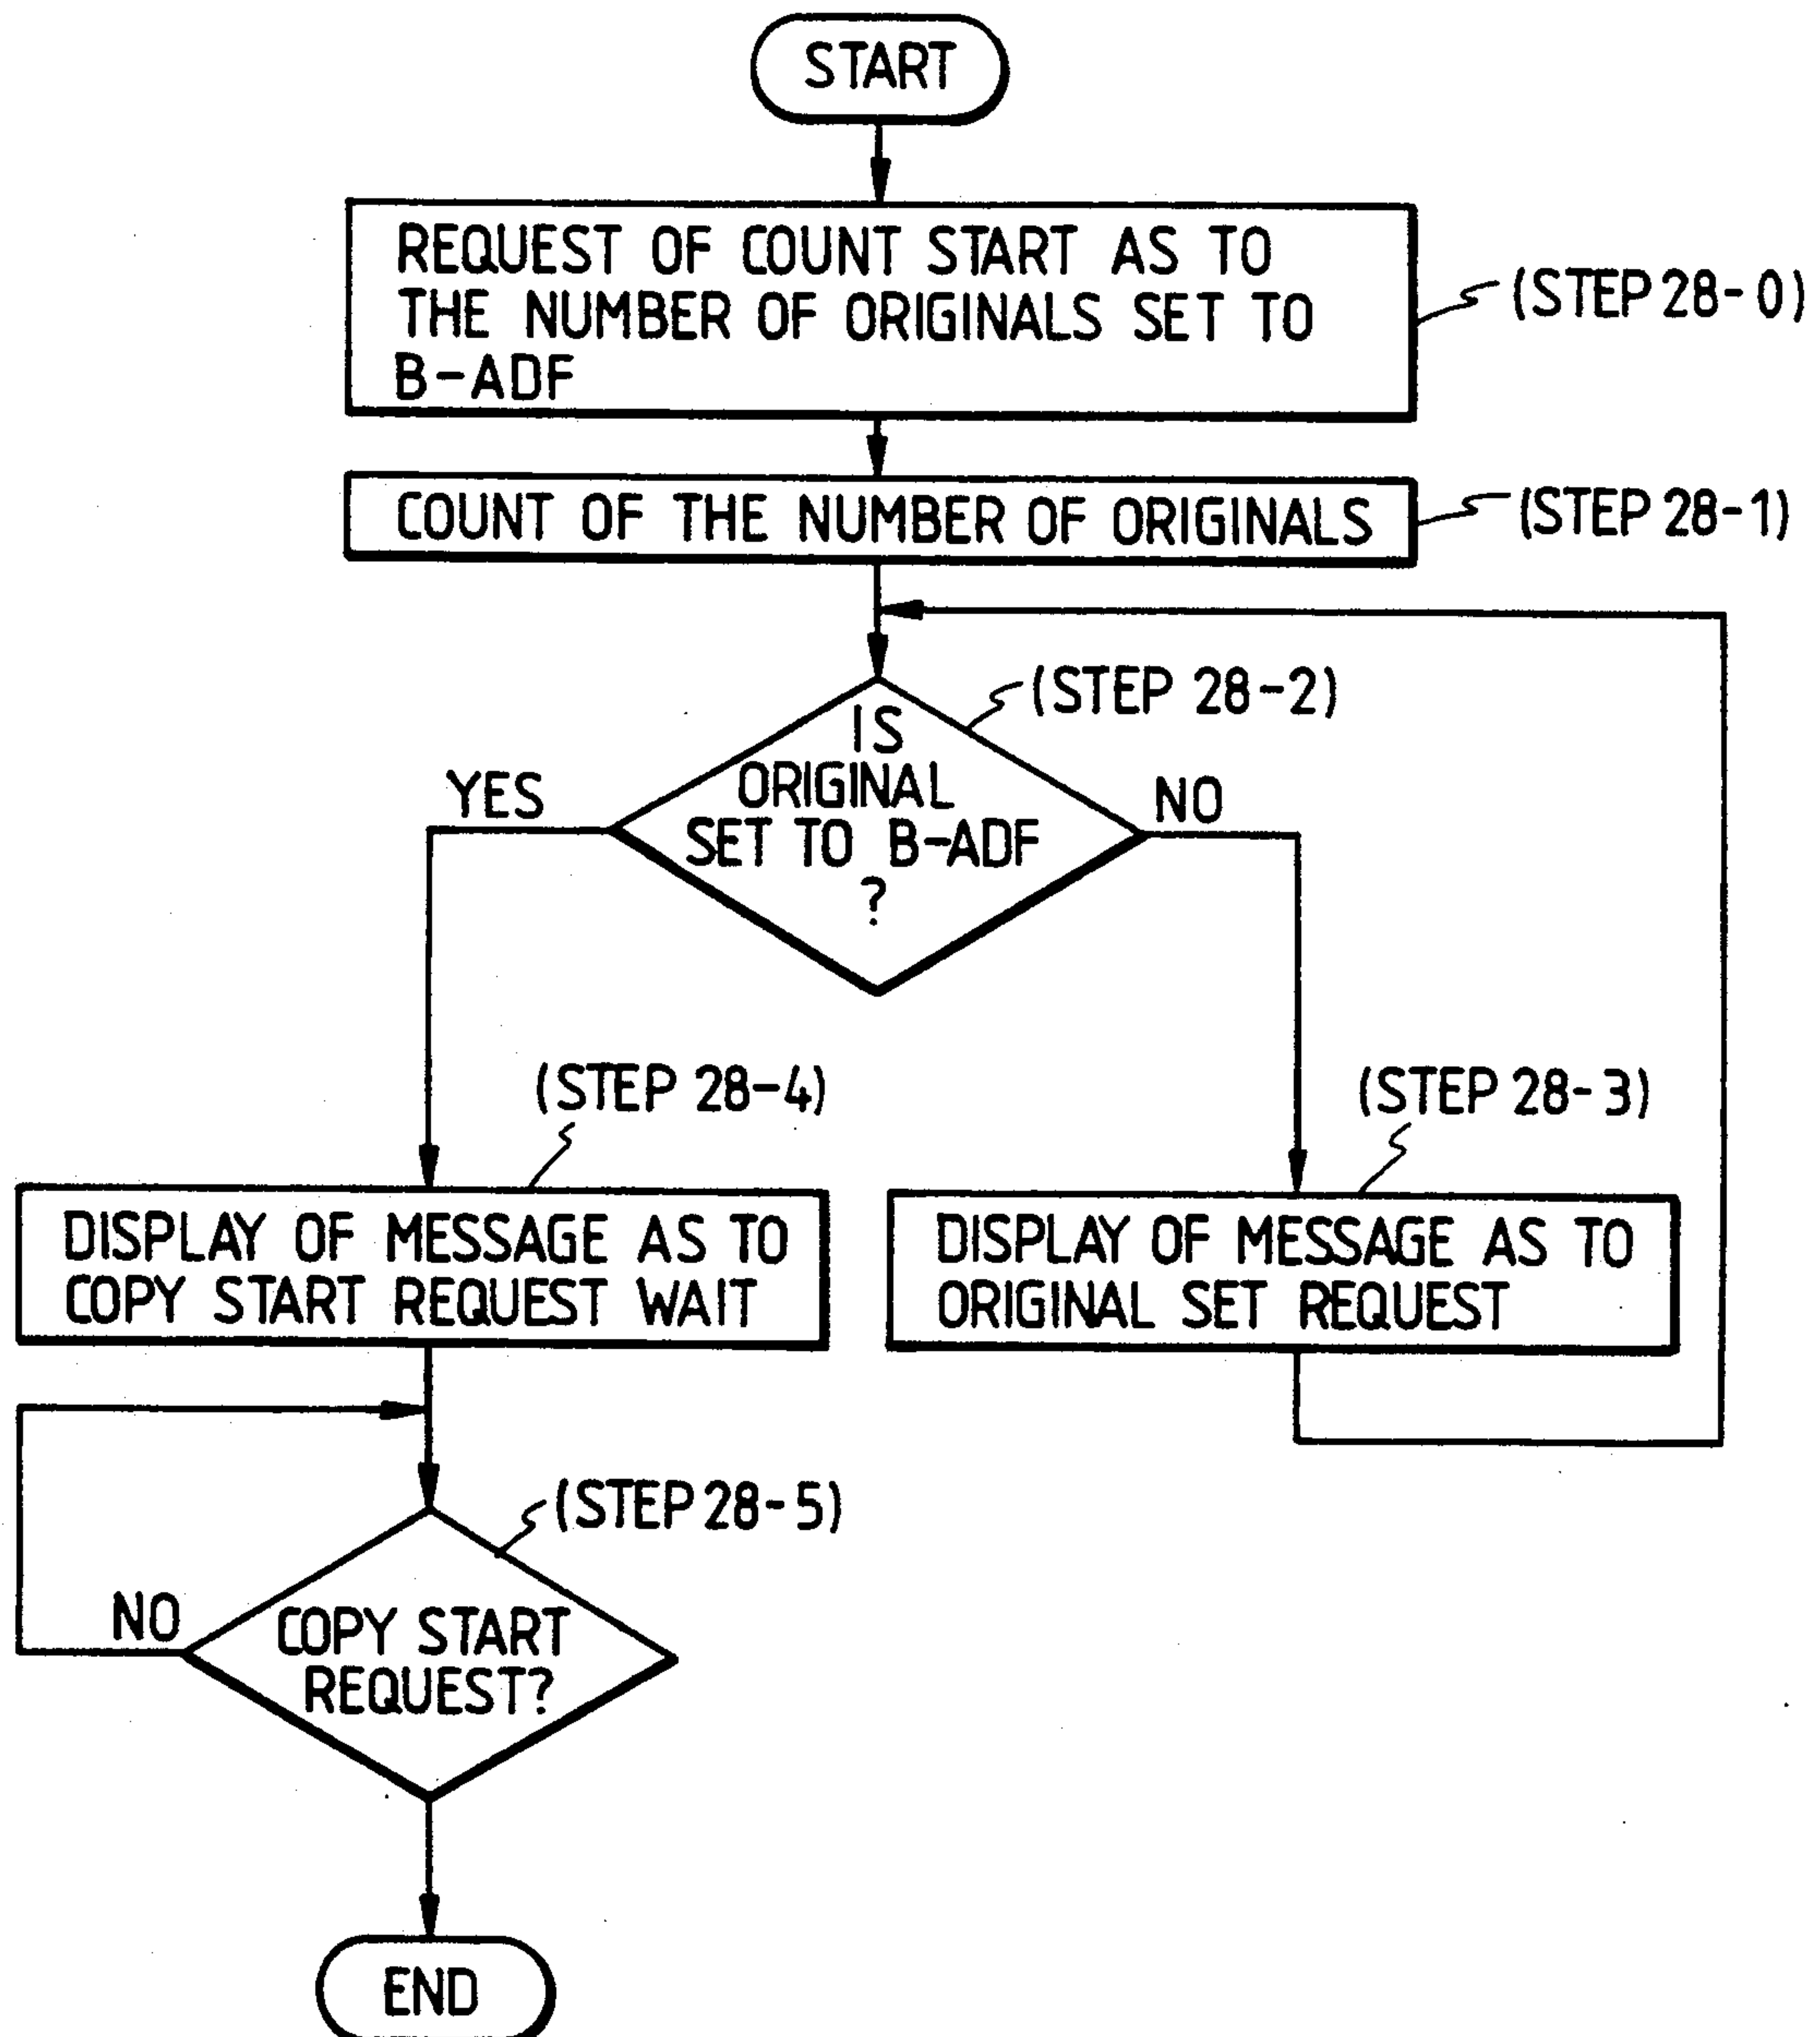 START
REQUEST OF COUNT START AS TO
THE NUMBER OF ORIGINALS SET TO
B-ADF
(STEP 28-0)
COUNT OF THE NUMBER OF ORIGINALS
(STEP 28-1)
(STEP 28-2)
IS
ORIGINAL
SET TO B-ADF
?
YES
NO
(STEP 28-4)
(STEP 28-3)
DISPLAY OF MESSAGE AS TO
COPY START REQUEST WAIT
DISPLAY OF MESSAGE AS TO
ORIGINAL SET REQUEST
(STEP 28-5)
NO
COPY START
REQUEST?
END